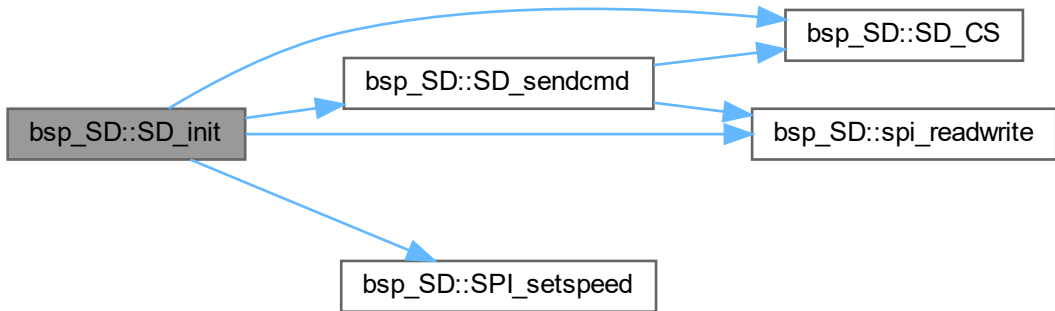 bsp_SD::SD_CS
bsp_SD::SD_sendcmd
bsp_SD::SD_init
bsp_SD::spi_readwrite
bsp_SD::SPI_setspeed